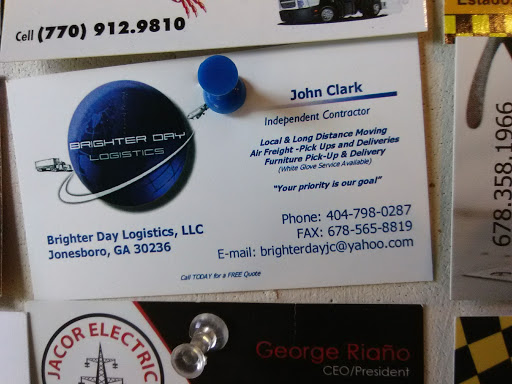 Cell (770) 912.9810
Estado
BRIGHTER DAY
LOGISTICS
John Clark
Independent Contractor
Local & Long Distance Moving
Air Freight -Pick Ups and Deliveries
Furniture Pick-Up & Delivery
(White Glove Service Available)
"Your priority is our goal"
Brighter Day Logistics, LLC
Jonesboro, GA 30236
Phone: 404-798-0287
FAX: 678-565-8819
E-mail: brighterdayjc@yahoo.com
Call TODAY for a FREE Quote
678.358.1966
JACOR ELECTRIC
George Riaño
CEO/President